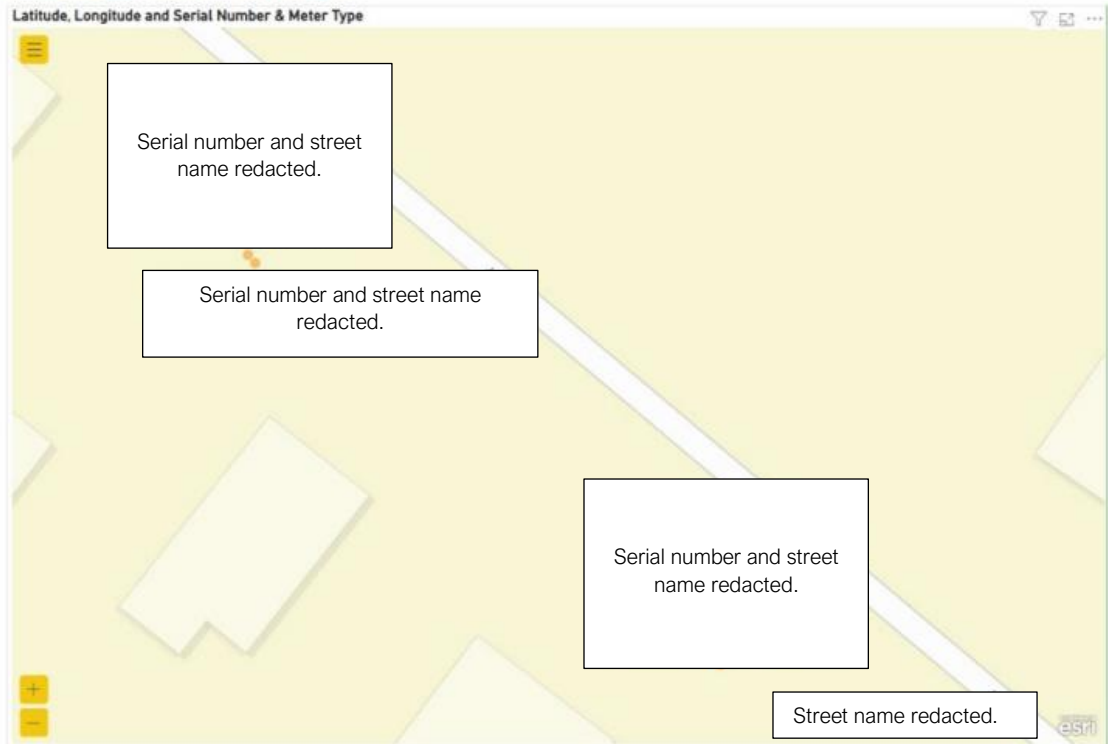 Latitude, Longitude and Serial Number & Meter Type
Serial number and street
name redacted.
Serial number and street name
redacted.
Serial number and street
name redacted.
Street name redacted.
esri